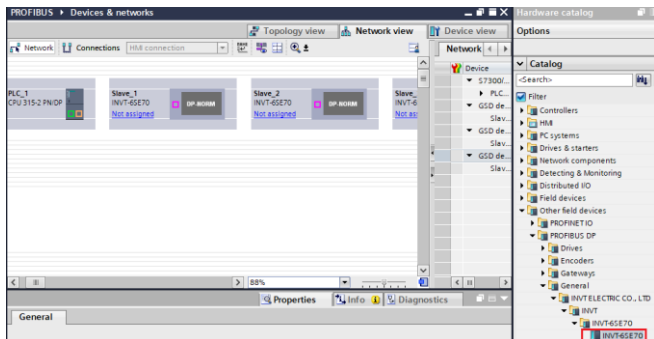 PROFIBUS ▸ Devices & networks
Hardware catalog
Topology view
Network view
Device view
Options
Network
Connections
HMI connection
Network
Catalog
<Search>
Filter
Device
S7300/...
PLC...
GSD de...
Slav...
GSD de...
Slav...
GSD de...
Slav...
PLC_1
CPU 315-2 PN/DP
Slave_1
INVT-6SE70
Not assigned
DP-NORM
Slave_2
INVT-6SE70
Not assigned
DP-NORM
Slave_
INVT-6
Not as
Controllers
HMI
PC systems
Drives & starters
Network components
Detecting & Monitoring
Distributed I/O
Field devices
Other field devices
PROFINET IO
PROFIBUS DP
Drives
Encoders
Gateways
General
INVT ELECTRIC CO., LTD
INVT
INVT-6SE70
INVT-6SE70
88%
Properties
Info
Diagnostics
General